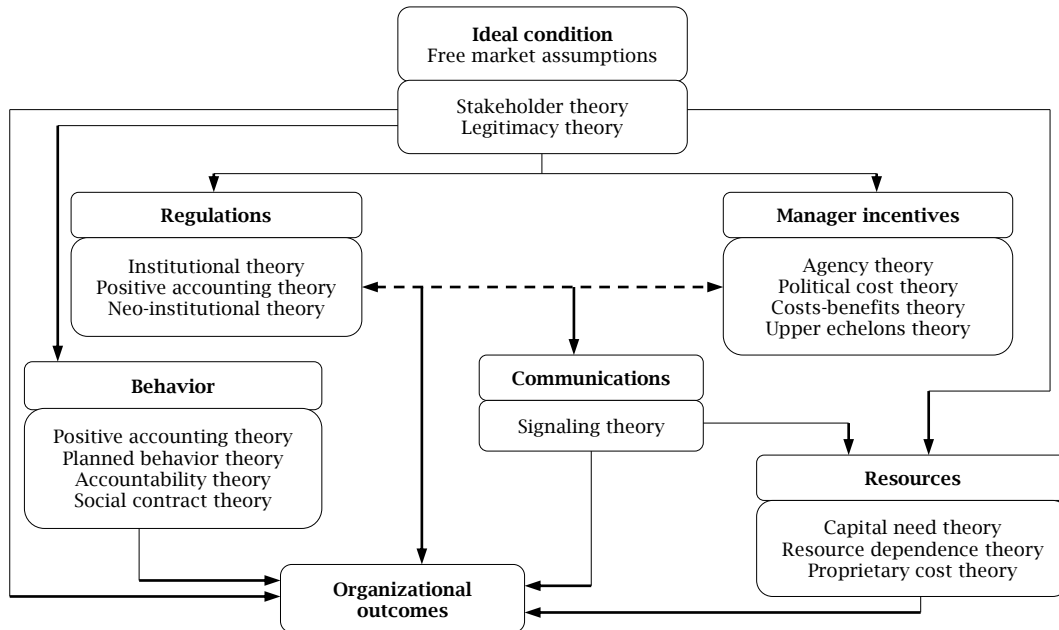 Ideal condition
Free market assumptions
Stakeholder theory
Legitimacy theory
Regulations
Institutional theory
Positive accounting theory
Neo-institutional theory
Manager incentives
Agency theory
Political cost theory
Costs-benefits theory
Upper echelons theory
Behavior
Positive accounting theory
Planned behavior theory
Accountability theory
Social contract theory
Communications
Signaling theory
Resources
Capital need theory
Resource dependence theory
Proprietary cost theory
Organizational
outcomes